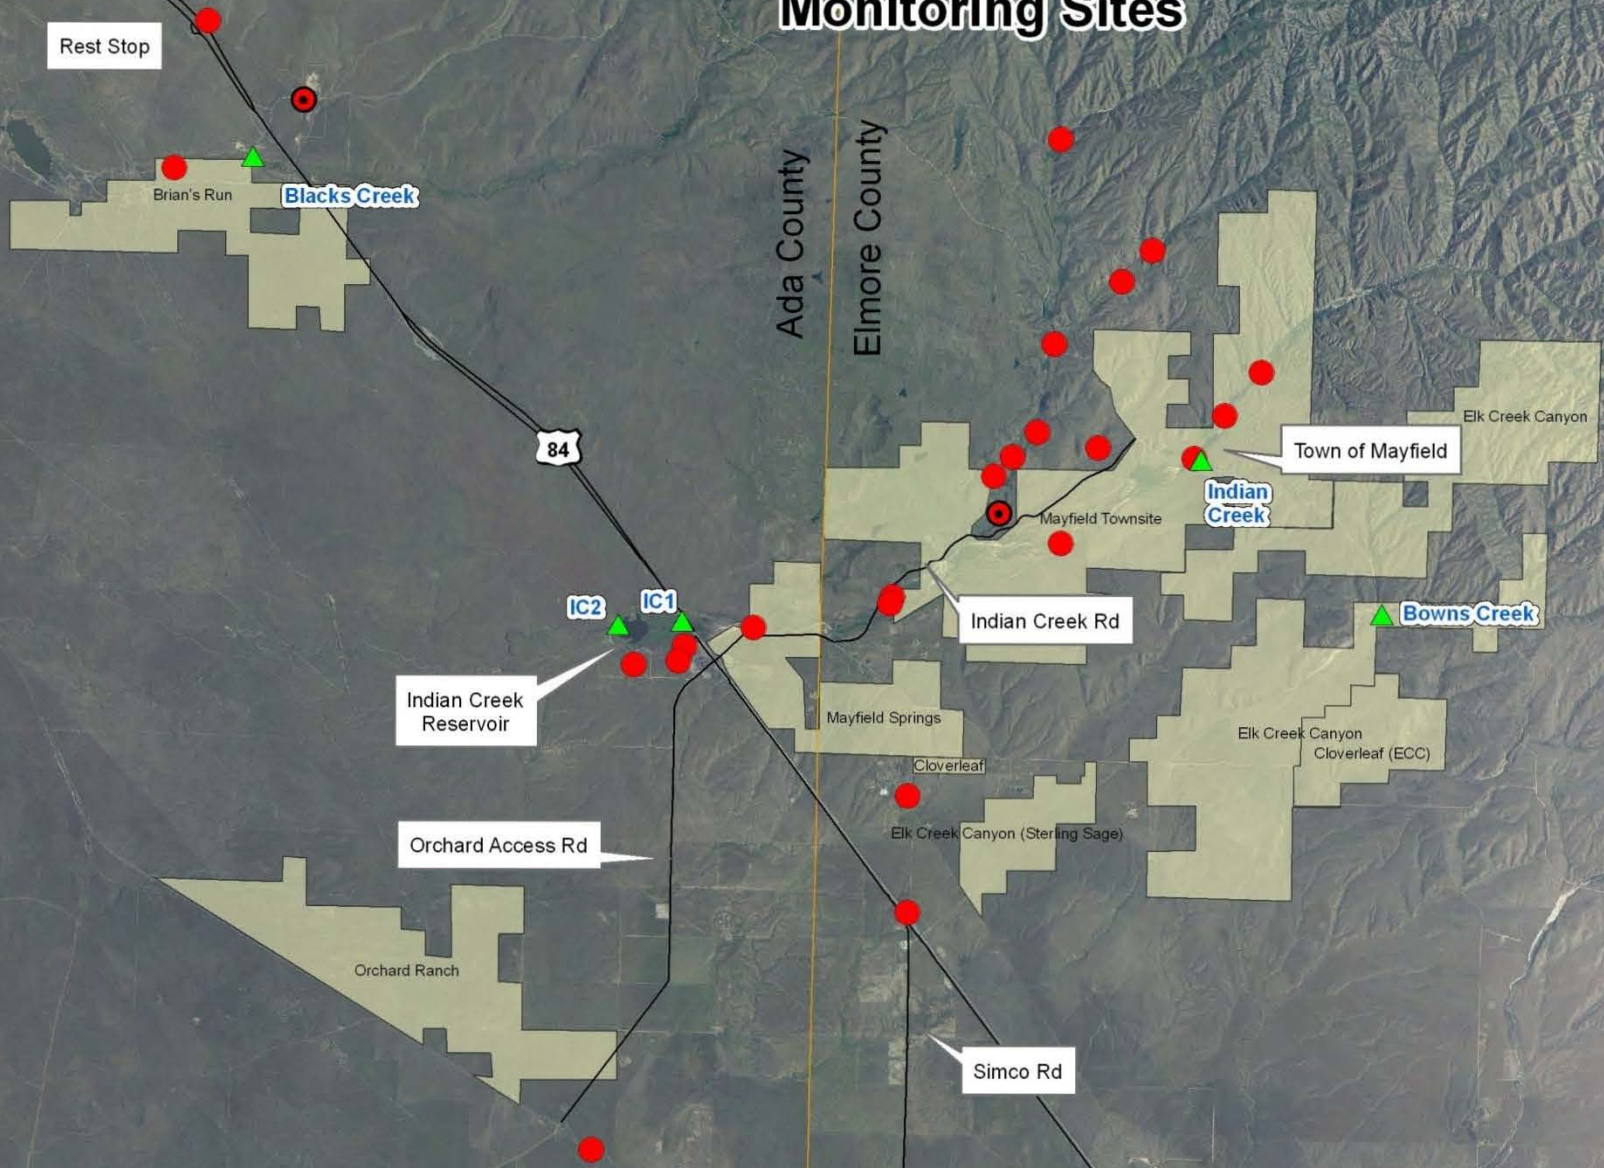 Monitoring Sites
Rest Stop
Brian's Run
Blacks Creek
Ada County
Elmore County
84
Elk Creek Canyon
Town of Mayfield
Indian
Creek
Mayfield Townsite
IC2
IC1
Indian Creek Rd
Bowns Creek
Indian Creek
Reservoir
Mayfield Springs
Elk Creek Canyon
Cloverleaf (ECC)
Cloverleaf
Elk Creek Canyon (Sterling Sage)
Orchard Access Rd
Orchard Ranch
Simco Rd